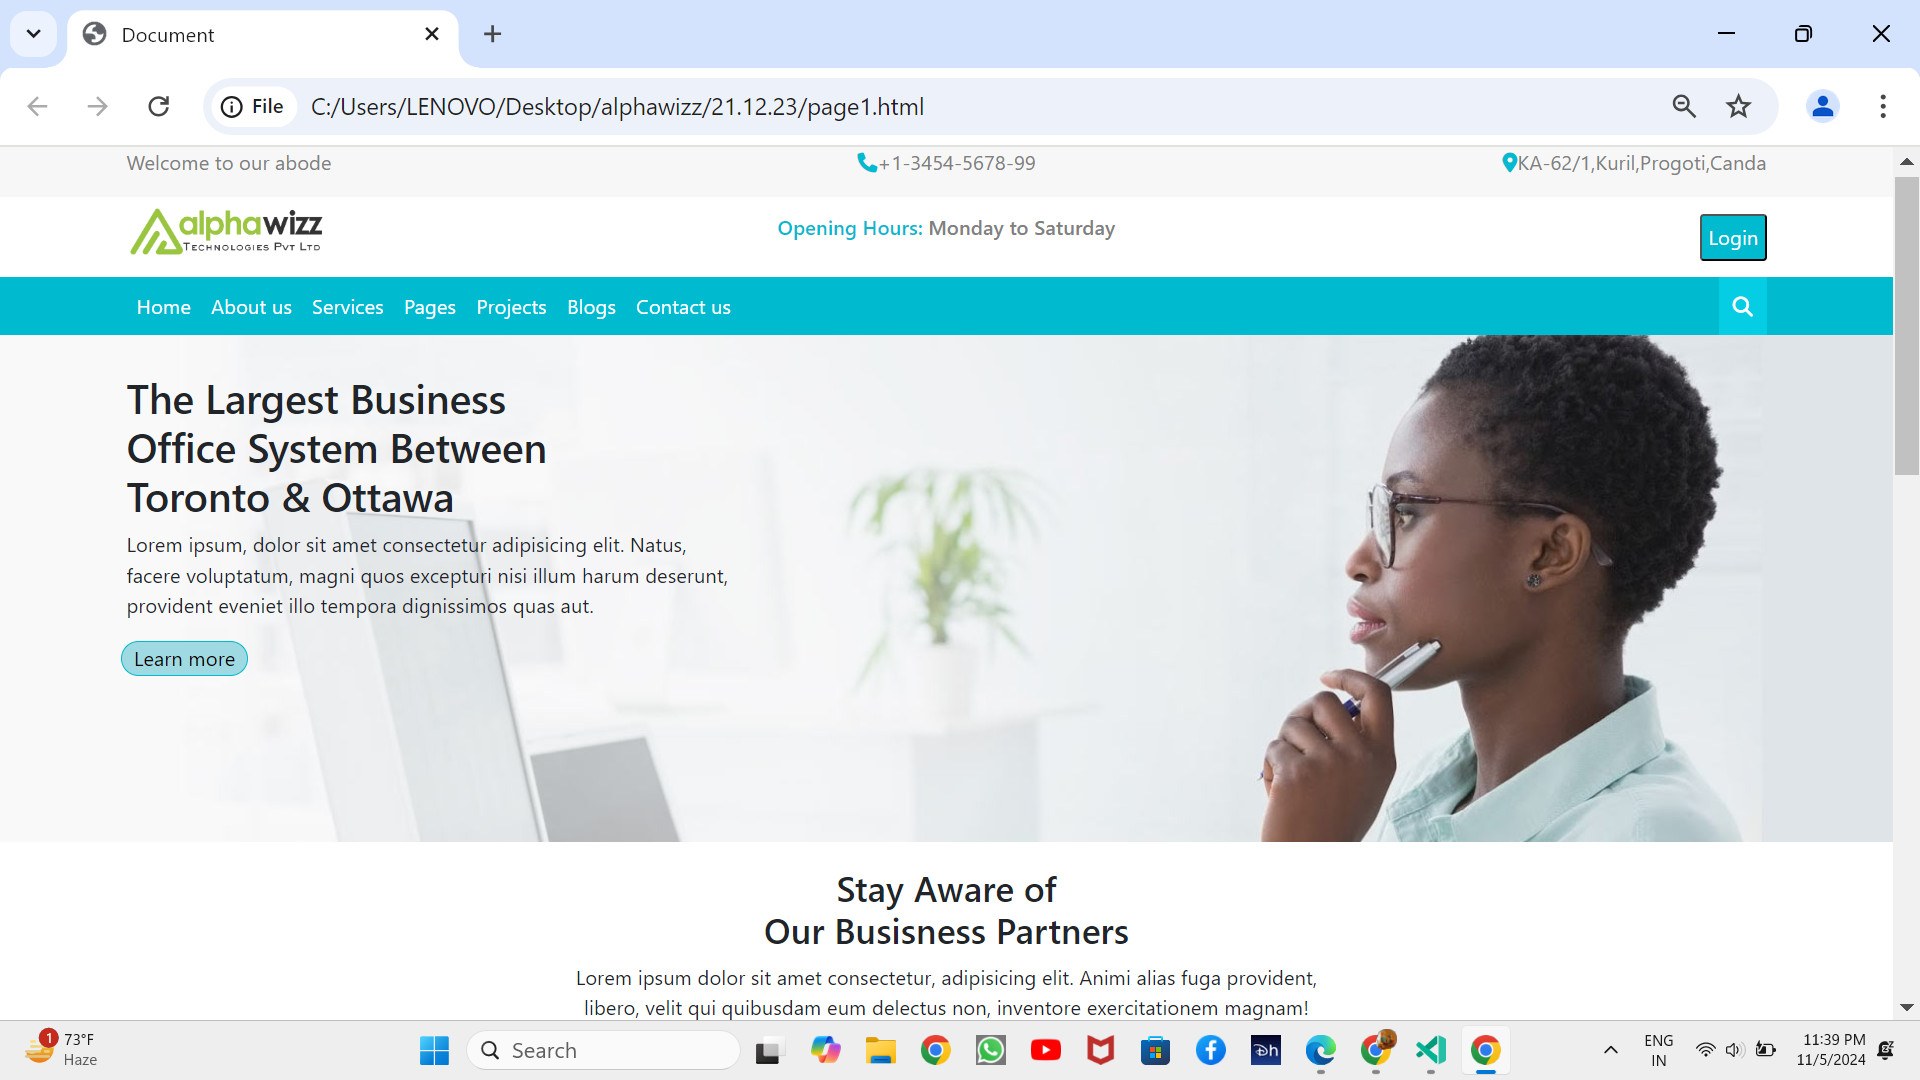 Document
File
C:/Users/LENOVO/Desktop/alphawizz/21.12.23/page1.html
Welcome to our abode
+1-3454-5678-99
KA-62/1,Kuril,Progoti,Canda
alphawizz
TECHNOLOGIES PVT LTD
Opening Hours: Monday to Saturday
Login
Home About us Services Pages Projects Blogs Contact us
The Largest Business
Office System Between
Toronto & Ottawa
Lorem ipsum, dolor sit amet consectetur adipisicing elit. Natus,
facere voluptatum, magni quos excepturi nisi illum harum deserunt,
provident eveniet illo tempora dignissimos quas aut.
Learn more
Stay Aware of
Our Busisness Partners
Lorem ipsum dolor sit amet consectetur, adipisicing elit. Animi alias fuga provident,
libero, velit qui quibusdam eum delectus non, inventore exercitationem magnam!
1
73°F
Haze
Search
Dh
ENG
IN
11:39 PM
11/5/2024